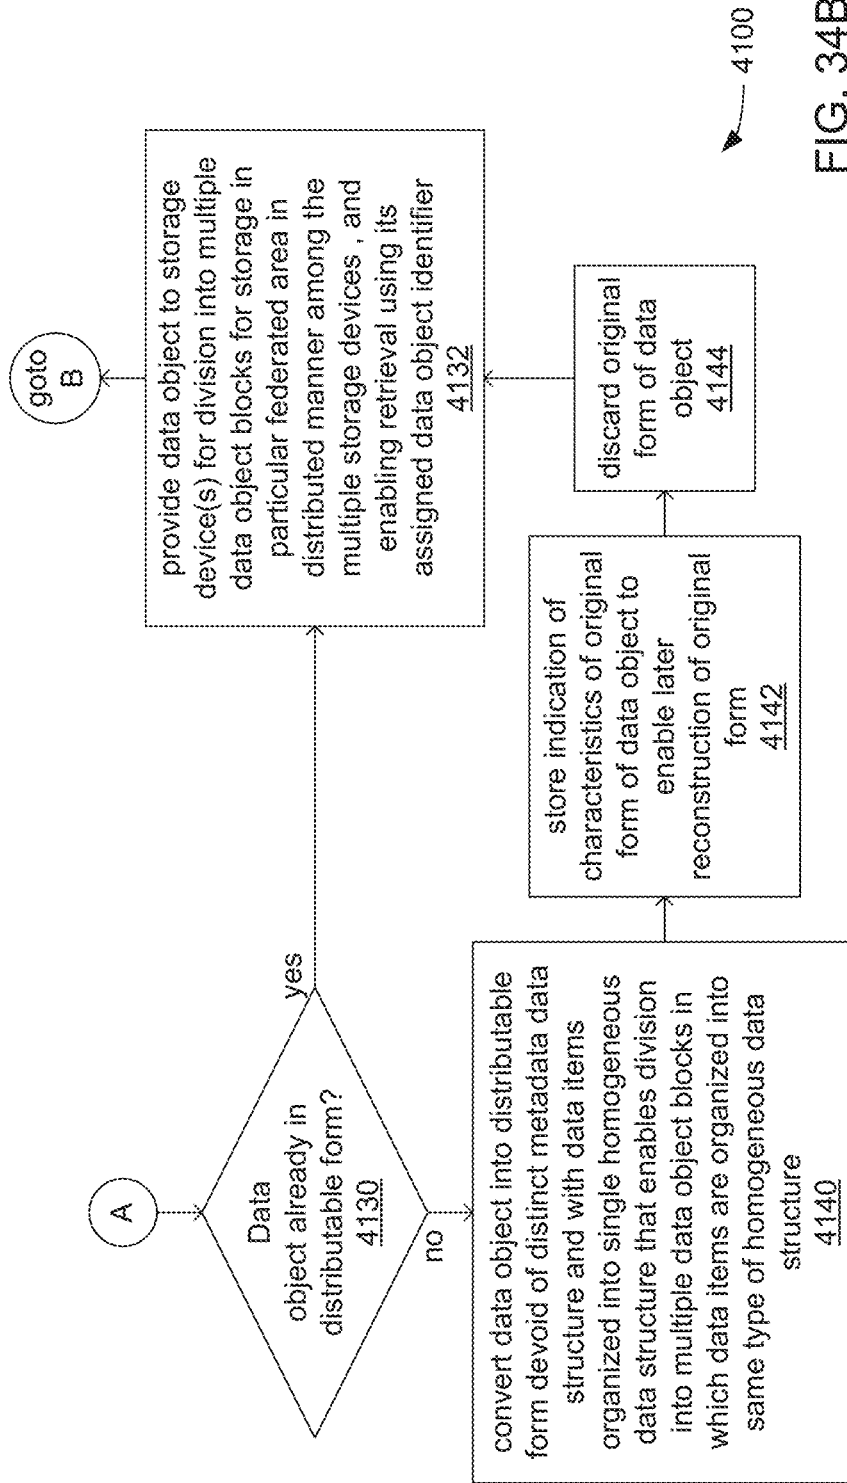 A
Data
object already in
distributable form?
4130
yes
no
provide data object to storage
device(s) for division into multiple
data object blocks for storage in
particular federated area in
distributed manner among the
multiple storage devices , and
enabling retrieval using its
assigned data object identifier
4132
goto
B
convert data object into distributable
form devoid of distinct metadata data
structure and with data items
organized into single homogeneous
data structure that enables division
into multiple data object blocks in
which data items are organized into
same type of homogeneous data
structure
4140
store indication of
characteristics of original
form of data object to
enable later
reconstruction of original
form
4142
discard original
form of data
object
4144
4100
FIG. 34B